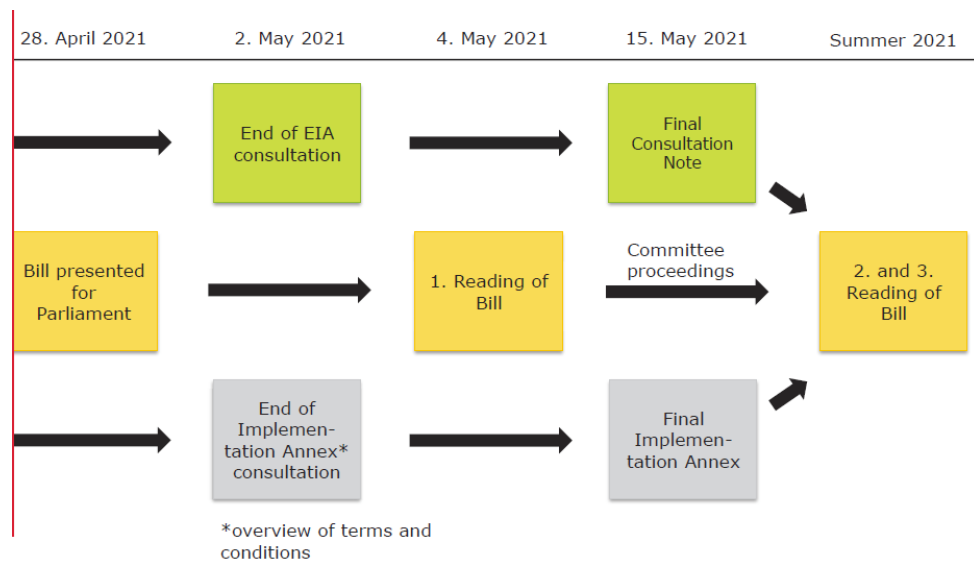 28. April 2021
2. May 2021
4. May 2021
15. May 2021
Summer 2021
End of EIA
consultation
Final
Consultation
Note
Bill presented
for
Parliament
1. Reading of
Bill
Committee
proceedings
2. and 3.
Reading of
Bill
End of
Implemen-
tation Annex*
consultation
Final
Implemen-
tation Annex
*overview of terms and
conditions